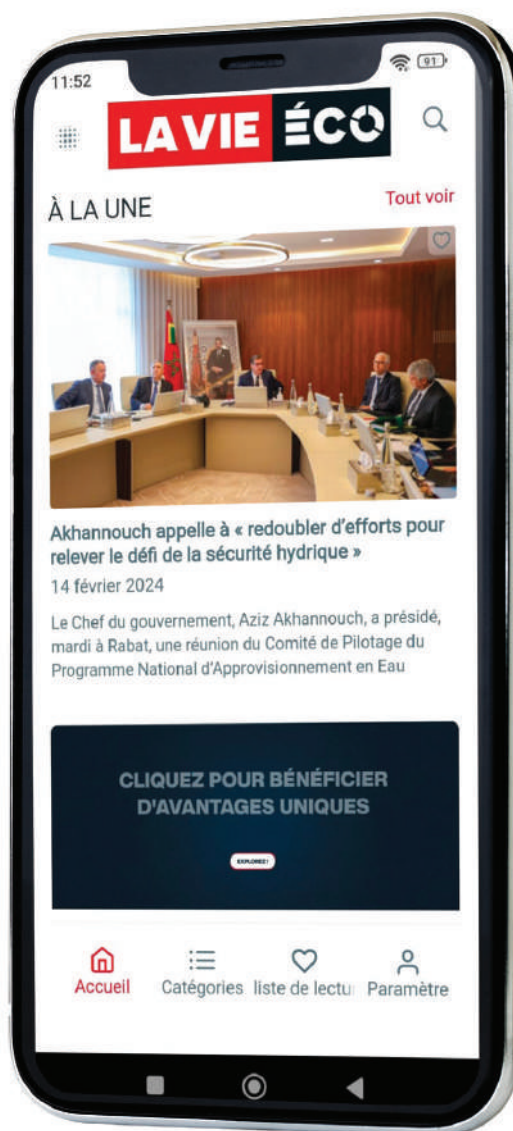 11:52
91
LA VIE ÉCO
À LA UNE
Tout voir
Akhannouch appelle à « redoubler d'efforts pour
relever le défi de la sécurité hydrique »
14 février 2024
Le Chef du gouvernement, Aziz Akhannouch, a présidé,
mardi à Rabat, une réunion du Comité de Pilotage du
Programme National d'Approvisionnement en Eau
CLIQUEZ POUR BÉNÉFICIER
D'AVANTAGES UNIQUES
EXPLOREZ !
Accueil
Catégories
liste de lectu
Paramètre